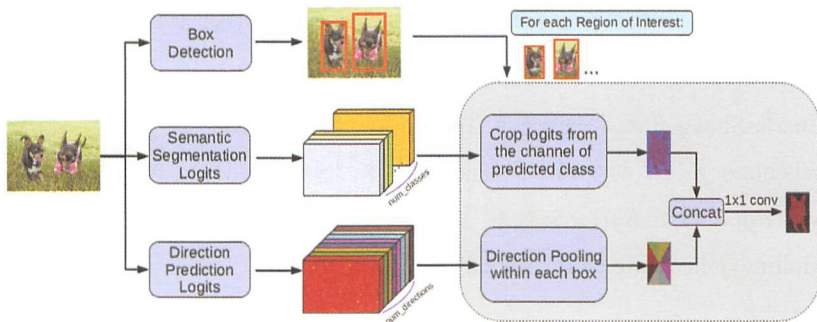 For each Region of Interest:
Box
Detection
...
Semantic
Segmentation
Logits
...
num_classes
Crop logits from
the channel of
predicted class
1x1 conv
Concat
Direction
Prediction
Logits
num_directions
Direction Pooling
within each box